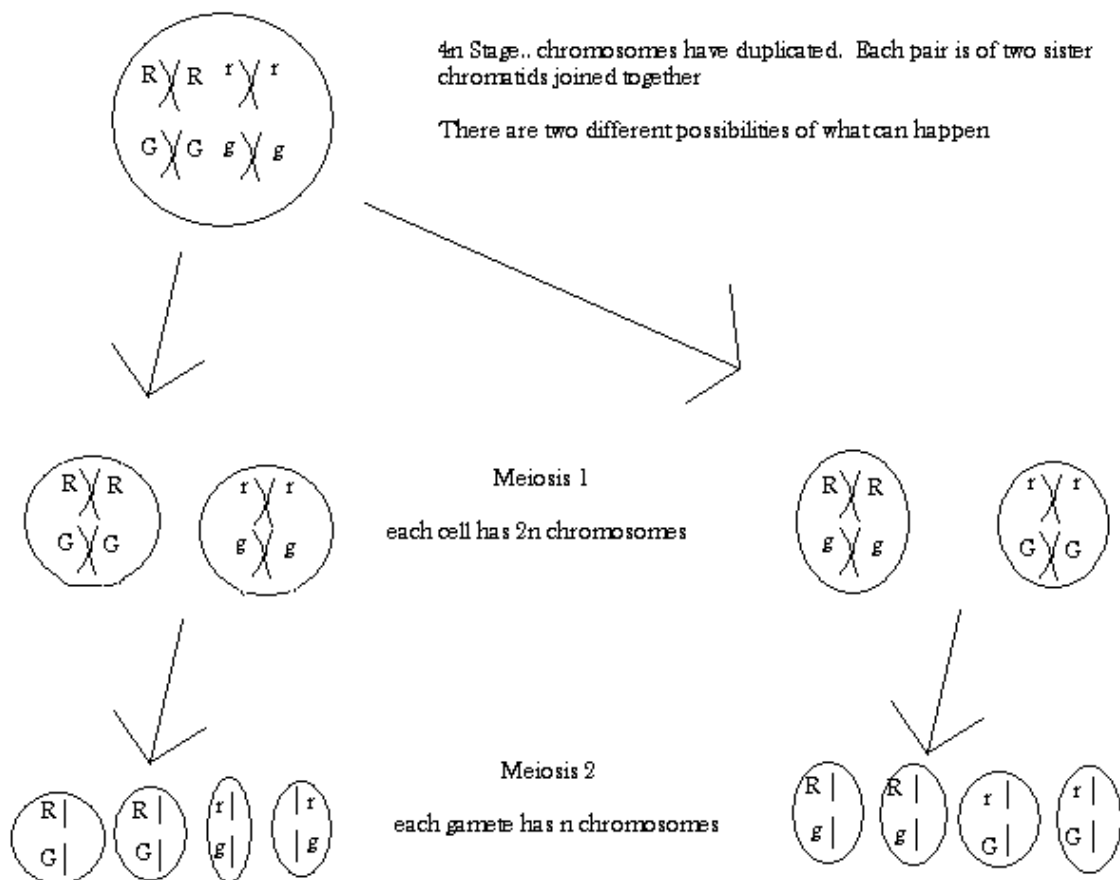 4n Stage.. chromosomes have duplicated. Each pair is of two sister
chromatids joined together
There are two different possibilities of what can happen
R R r r
G G g g
Meiosis 1
each cell has 2n chromosomes
R R r r R R r r
G G g g g g G G
Meiosis 2
each gamete has n chromosomes
R R r r R R r r
G G g g g g G G